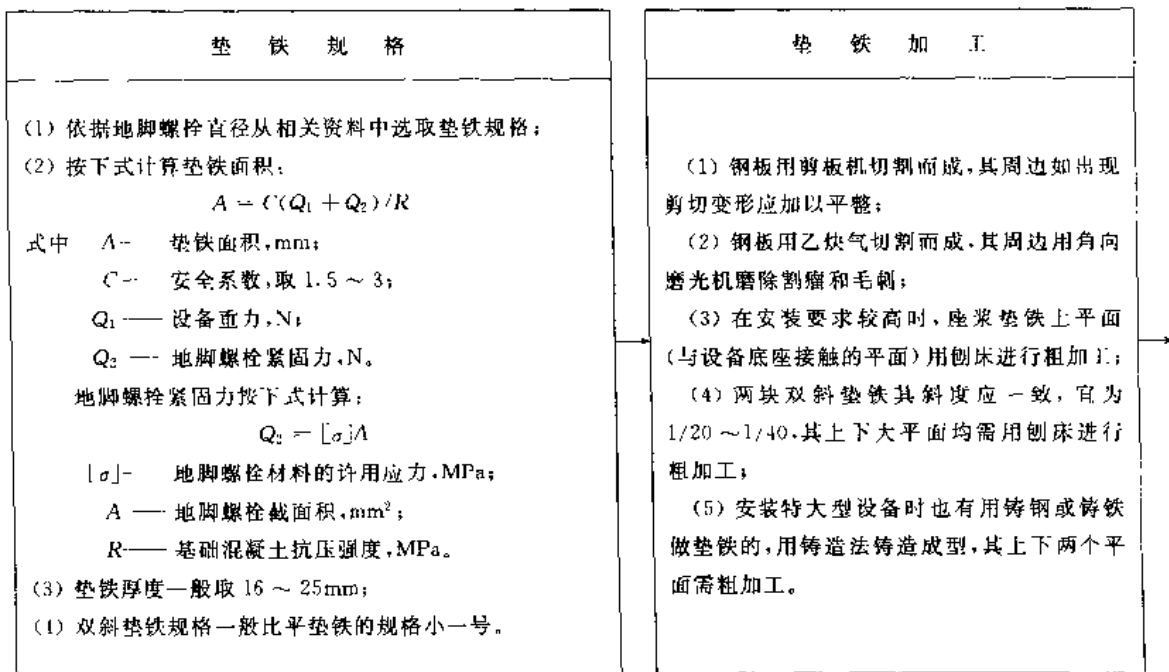 垫铁规格
(1) 依据地脚螺栓直径从相关资料中选取垫铁规格;
(2) 按下式计算垫铁面积:
A = C(Q₁ + Q₂)/R
式中 A— 垫铁面积,mm;
C— 安全系数,取 1.5 ~ 3;
Q₁ —— 设备重力,N;
Q₂ —— 地脚螺栓紧固力,N。
地脚螺栓紧固力按下式计算:
Q₂ = [σ]A
[σ]— 地脚螺栓材料的许用应力,MPa;
A —— 地脚螺栓截面积,mm²;
R—— 基础混凝土抗压强度,MPa。
(3) 垫铁厚度一般取 16 ~ 25mm;
(4) 双斜垫铁规格一般比平垫铁的规格小一号。
垫铁加工
(1) 钢板用剪板机切割而成,其周边如出现
剪切变形应加以平整;
(2) 钢板用乙炔气切割而成,其周边用角向
磨光机磨除割瘤和毛刺;
(3) 在安装要求较高时,座浆垫铁上平面
(与设备底座接触的平面)用刨床进行粗加工;
(4) 两块双斜垫铁其斜度应一致,宜为
1/20 ~1/40,其上下大平面均需用刨床进行
粗加工;
(5) 安装特大型设备时也有用铸钢或铸铁
做垫铁的,用铸造法铸造成型,其上下两个平
面需粗加工。